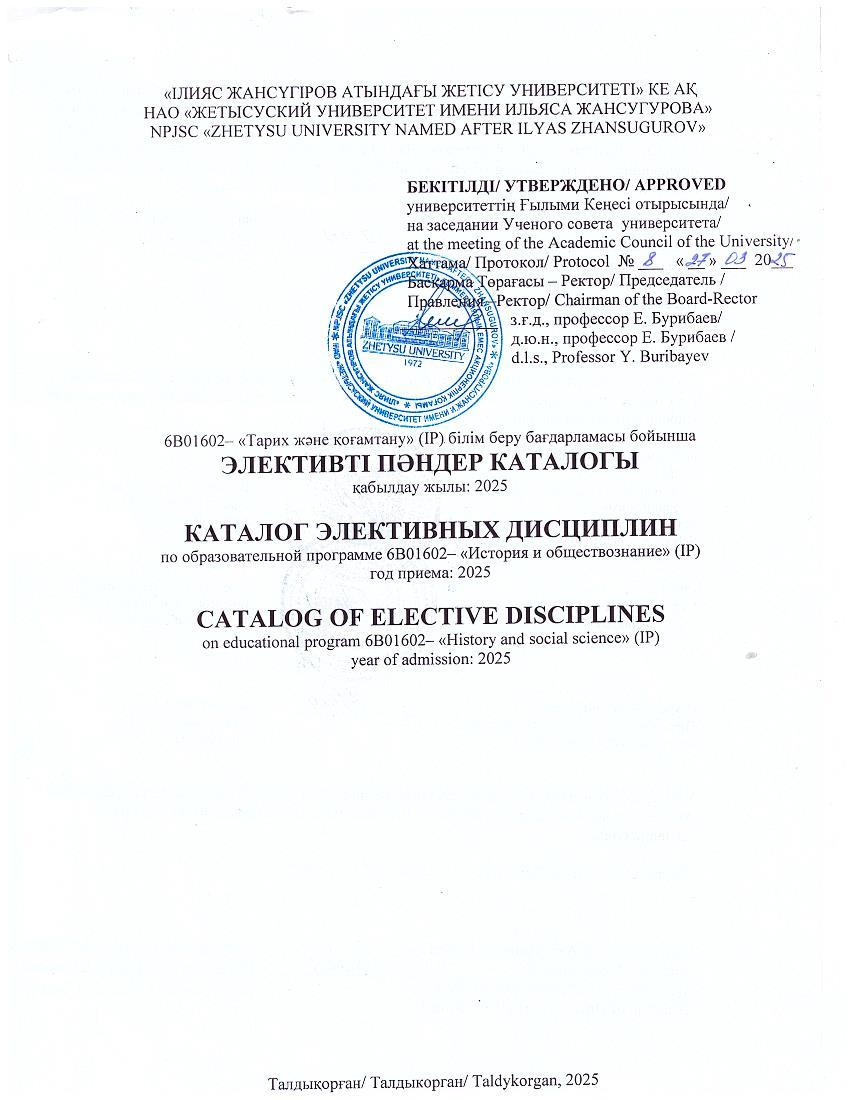 «ІЛИЯС ЖАНСҮГІРОВ АТЫНДАҒЫ ЖЕТІСУ УНИВЕРСИТЕТІ» КЕ АҚ
НАО «ЖЕТЫСУСКИЙ УНИВЕРСИТЕТ ИМЕНИ ИЛЬЯСА ЖАНСУГУРОВА»
NPJSC «ZHETYSU UNIVERSITY NAMED AFTER ILYAS ZHANSUGUROV»
БЕКІТІЛДІ/ УТВЕРЖДЕНО/ APPROVED
университеттің Ғылыми Кеңесі отырысында/
на заседании Ученого совета университета/
at the meeting of the Academic Council of the University/
Хаттама/ Протокол/ Protocol № 8 «27» 03 2025
Басқарма Төрағасы – Ректор/ Председатель /
Правления –Ректор/ Chairman of the Board-Rector
з.ғ.д., профессор Е. Бурибаев/
д.ю.н., профессор Е. Бурибаев /
d.l.s., Professor Y. Buribayev
ZHETYSU UNIVERSITY
1972
6В01602– «Тарих және қоғамтану» (IP) білім беру бағдарламасы бойынша
ЭЛЕКТИВТІ ПӘНДЕР КАТАЛОГЫ
қабылдау жылы: 2025
КАТАЛОГ ЭЛЕКТИВНЫХ ДИСЦИПЛИН
по образовательной программе 6В01602– «История и обществознание» (IP)
год приема: 2025
CATALOG OF ELECTIVE DISCIPLINES
on educational program 6B01602– «History and social science» (IP)
year of admission: 2025
Талдықорған/ Талдыкорган/ Taldykorgan, 2025